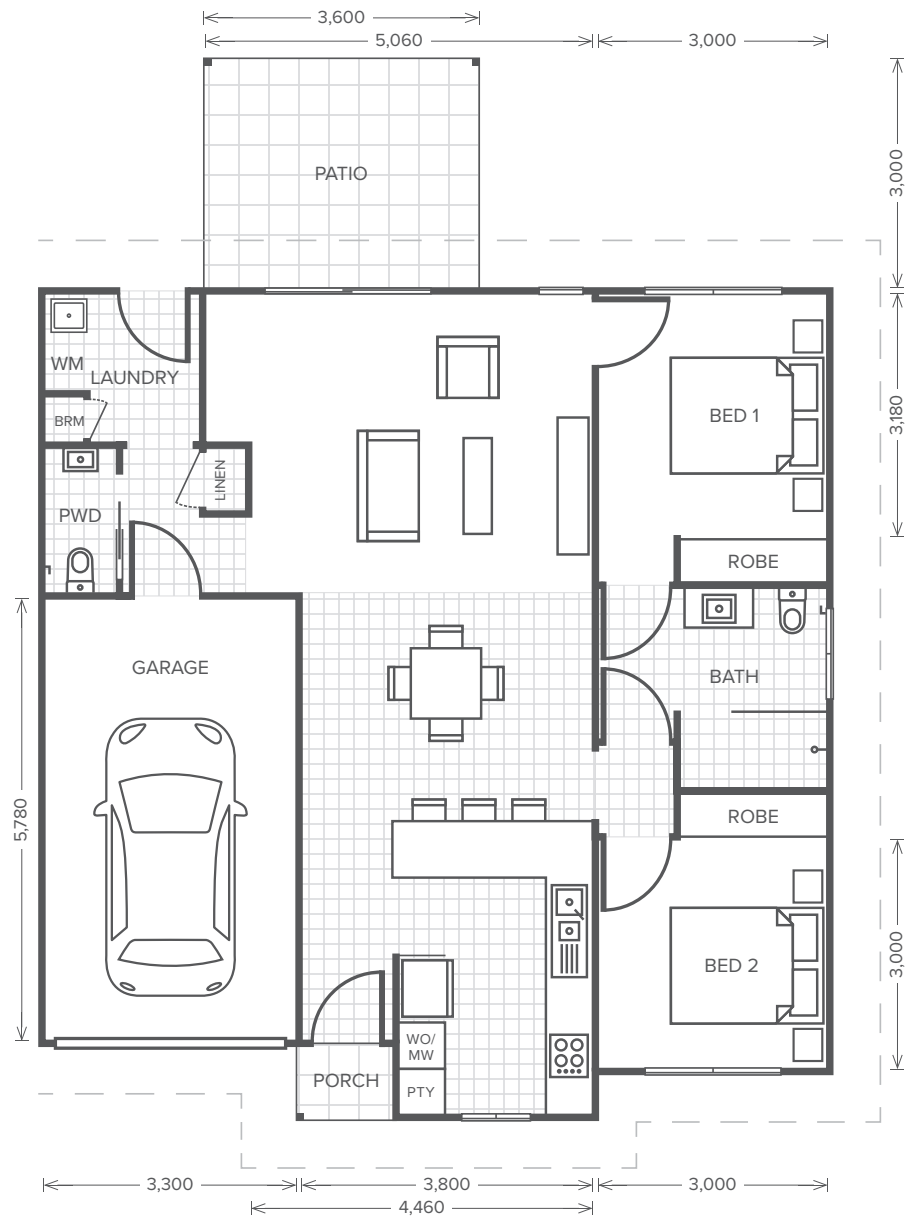 3,600
5,060
3,000
PATIO
3,000
WM
LAUNDRY
BRM
LINEN
PWD
BED 1
3,180
ROBE
GARAGE
BATH
5,780
ROBE
BED 2
3,000
WO/
MW
PTY
PORCH
3,300
3,800
3,000
4,460